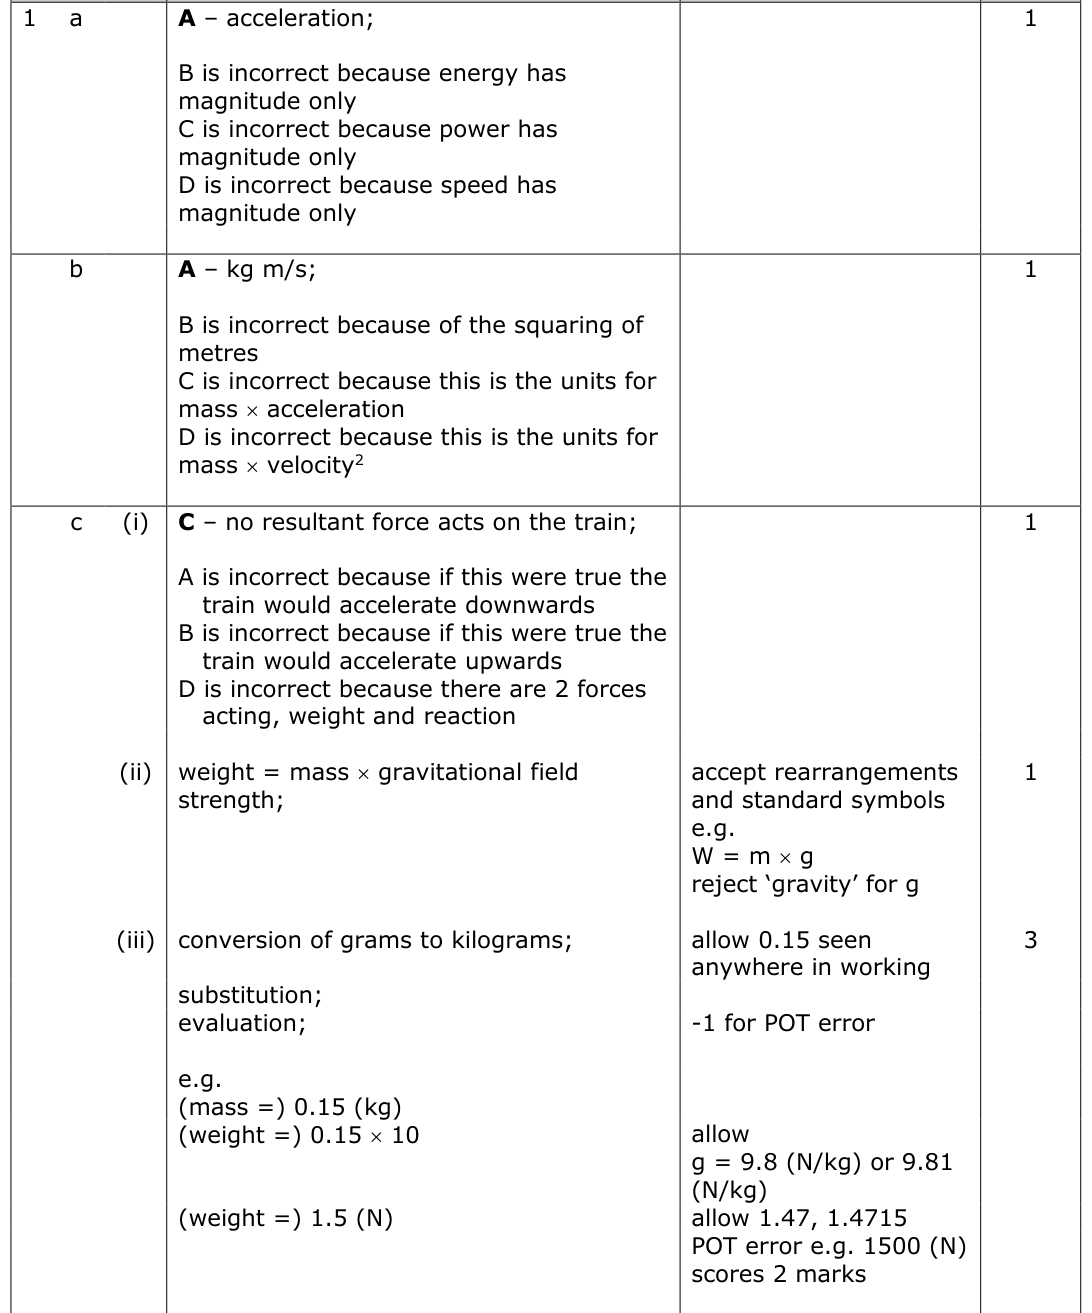 1 a A – acceleration; 1
B is incorrect because energy has
magnitude only
C is incorrect because power has
magnitude only
D is incorrect because speed has
magnitude only
b A – kg m/s; 1
B is incorrect because of the squaring of
metres
C is incorrect because this is the units for
mass × acceleration
D is incorrect because this is the units for
mass × velocity²
c (i) C – no resultant force acts on the train; 1
A is incorrect because if this were true the
train would accelerate downwards
B is incorrect because if this were true the
train would accelerate upwards
D is incorrect because there are 2 forces
acting, weight and reaction
(ii) weight = mass × gravitational field accept rearrangements 1
strength; and standard symbols
e.g.
W = m × g
reject ‘gravity’ for g
(iii) conversion of grams to kilograms; allow 0.15 seen 3
anywhere in working
substitution;
evaluation; -1 for POT error
e.g.
(mass =) 0.15 (kg)
(weight =) 0.15 × 10 allow
g = 9.8 (N/kg) or 9.81
(N/kg)
(weight =) 1.5 (N) allow 1.47, 1.4715
POT error e.g. 1500 (N)
scores 2 marks